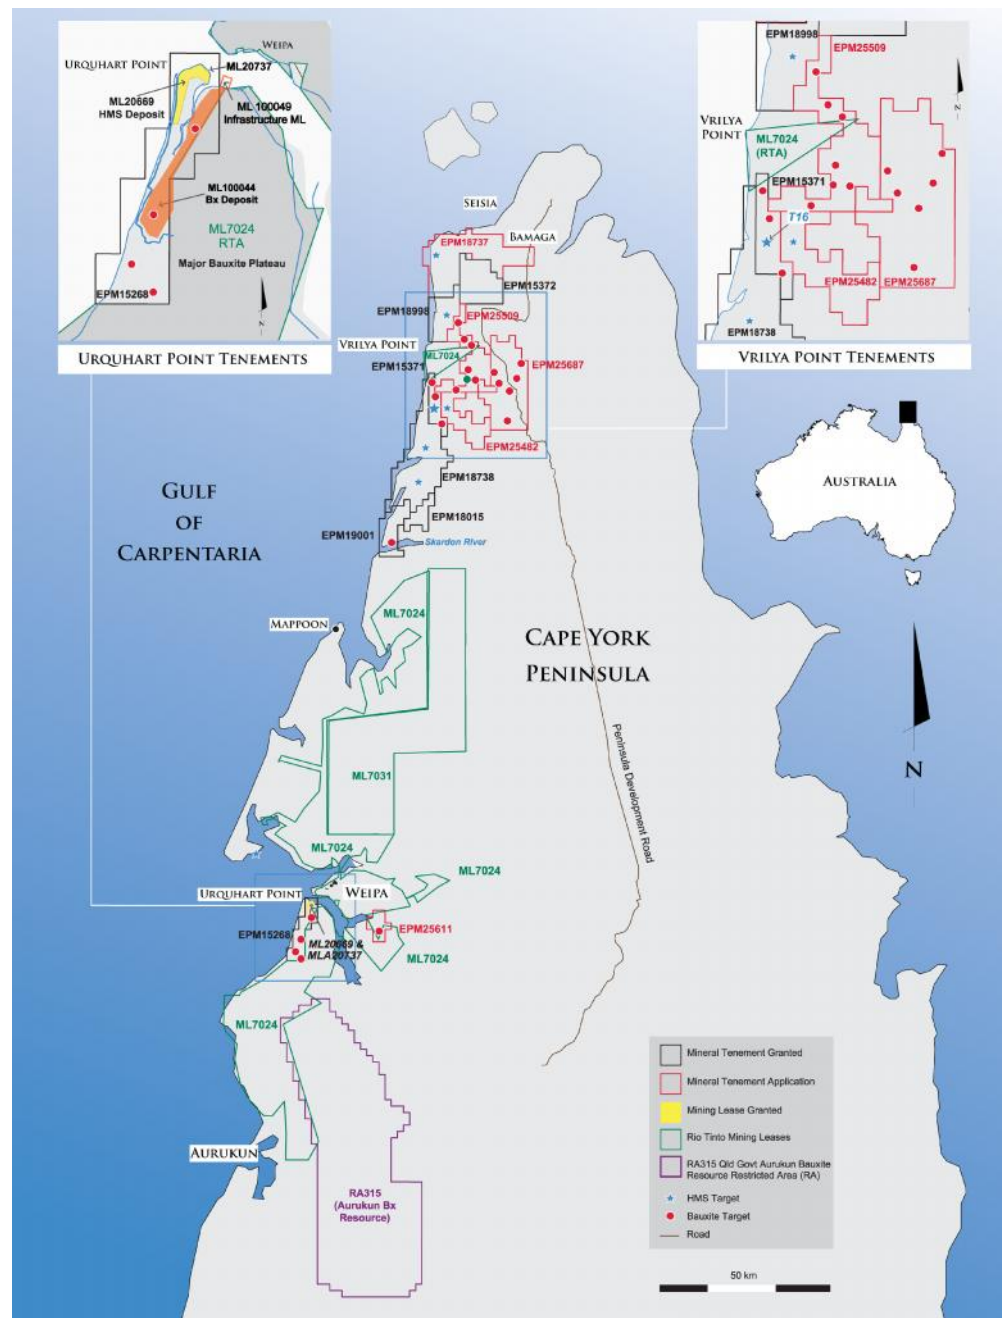 WEIPA
URQUHART POINT
ML20737
ML20669
HMS Deposit
ML 100049
Infrastructure ML
ML100044
Bx Deposit
ML7024
RTA
Major Bauxite Plateau
EPM15268
N
URQUHART POINT TENEMENTS
EPM18998
EPM25509
VRILYA
POINT
ML7024
(RTA)
EPM15371
T16
EPM25482
EPM25687
EPM18738
N
VRILYA POINT TENEMENTS
SEISIA
BAMAGA
EPM18737
EPM15372
EPM18998
EPM25509
VRILYA POINT
ML7024
EPM15371
EPM25687
EPM25482
EPM18738
EPM18015
EPM19001
Skardon River
AUSTRALIA
GULF
OF
CARPENTARIA
MAPPOON
ML7024
CAPE YORK
PENINSULA
N
ML7031
Peninsula Development Road
ML7024
ML7024
URQUHART POINT
WEIPA
EPM15268
ML20669 &
MLA20737
EPM25611
ML7024
ML7024
AURUKUN
RA315
(Aurukun Bx
Resource)
Mineral Tenement Granted
Mineral Tenement Application
Mining Lease Granted
Rio Tinto Mining Leases
RA315 Qld Govt Aurukun Bauxite
Resource Restricted Area (RA)
HMS Target
Bauxite Target
Road
50 km